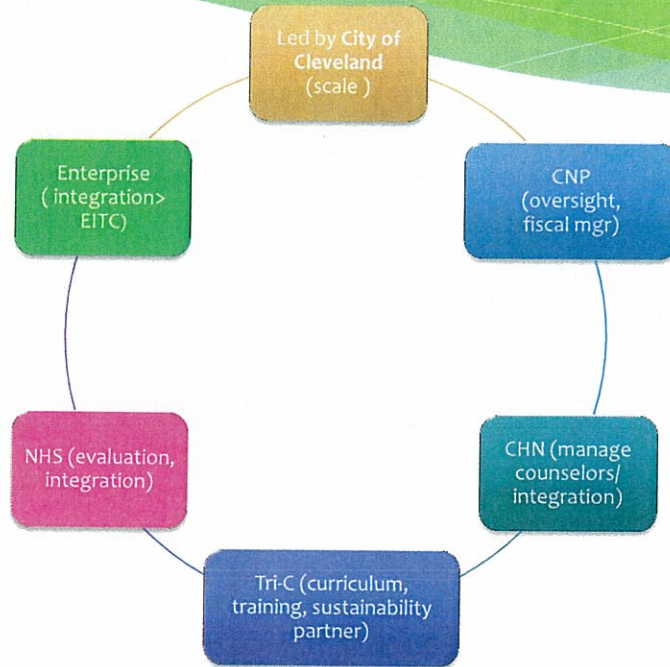 Led by City of
Cleveland
(scale )
CNP
(oversight,
fiscal mgr)
CHN (manage
counselors/
integration)
Tri-C (curriculum,
training, sustainability
partner)
NHS (evaluation,
integration)
Enterprise
( integration>
EITC)